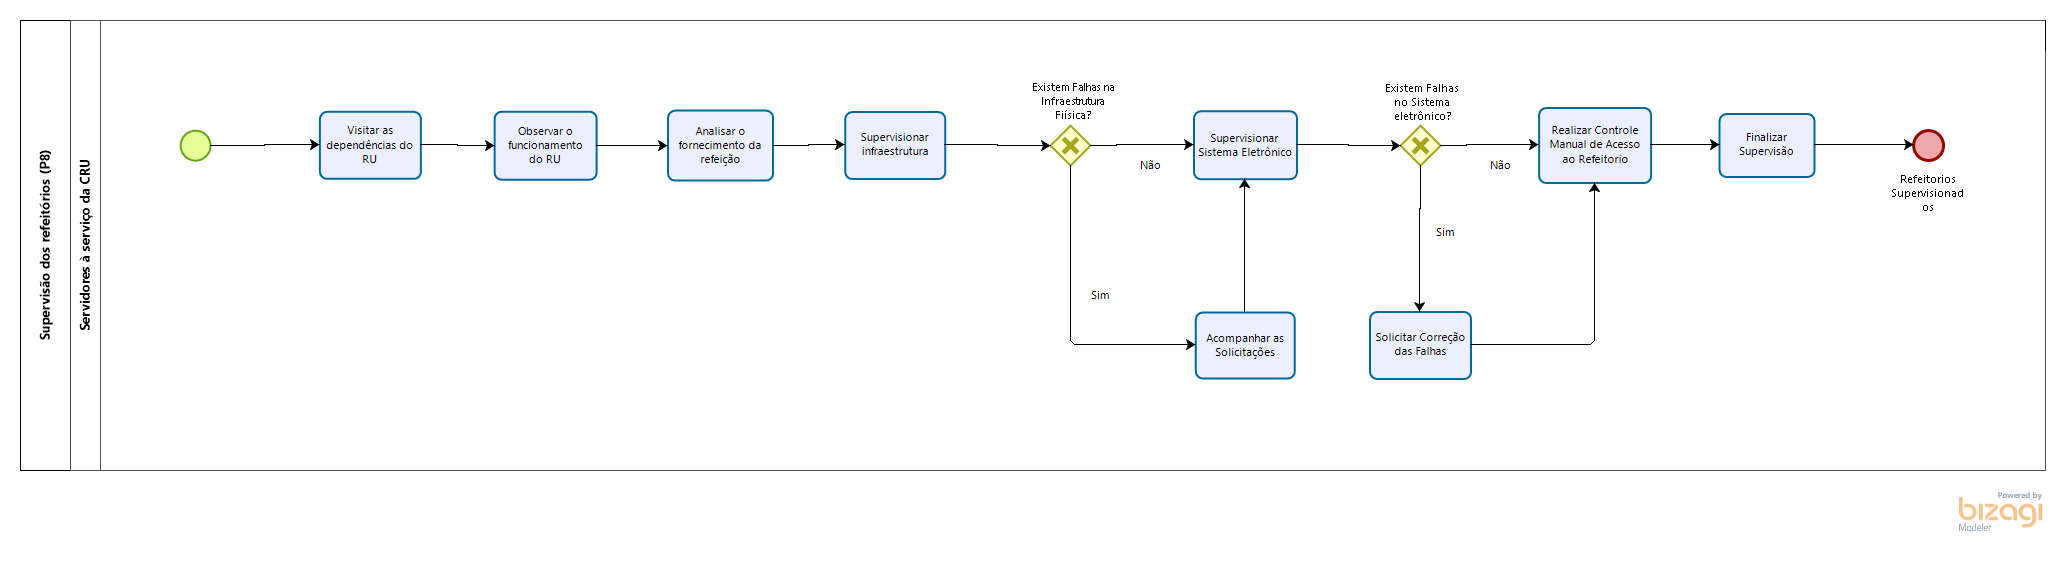 Supervisão dos refeitórios (P8)
Servidores à serviço da CRU
Visitar as
dependências do
RU
Observar o
funcionamento
do RU
Analisar o
fornecimento da
refeição
Supervisionar
infraestrutura
Existem Falhas na
Infraestrutura
Fiísica?
Não
Sim
Acompanhar as
Solicitações
Supervisionar
Sistema Eletrônico
Existem Falhas
no Sistema
eletrônico?
Não
Sim
Solicitar Correção
das Falhas
Realizar Controle
Manual de Acesso
ao Refeitorio
Finalizar
Supervisão
Refeitorios
Supervisionad
os
Powered by
bizagi
Modeler